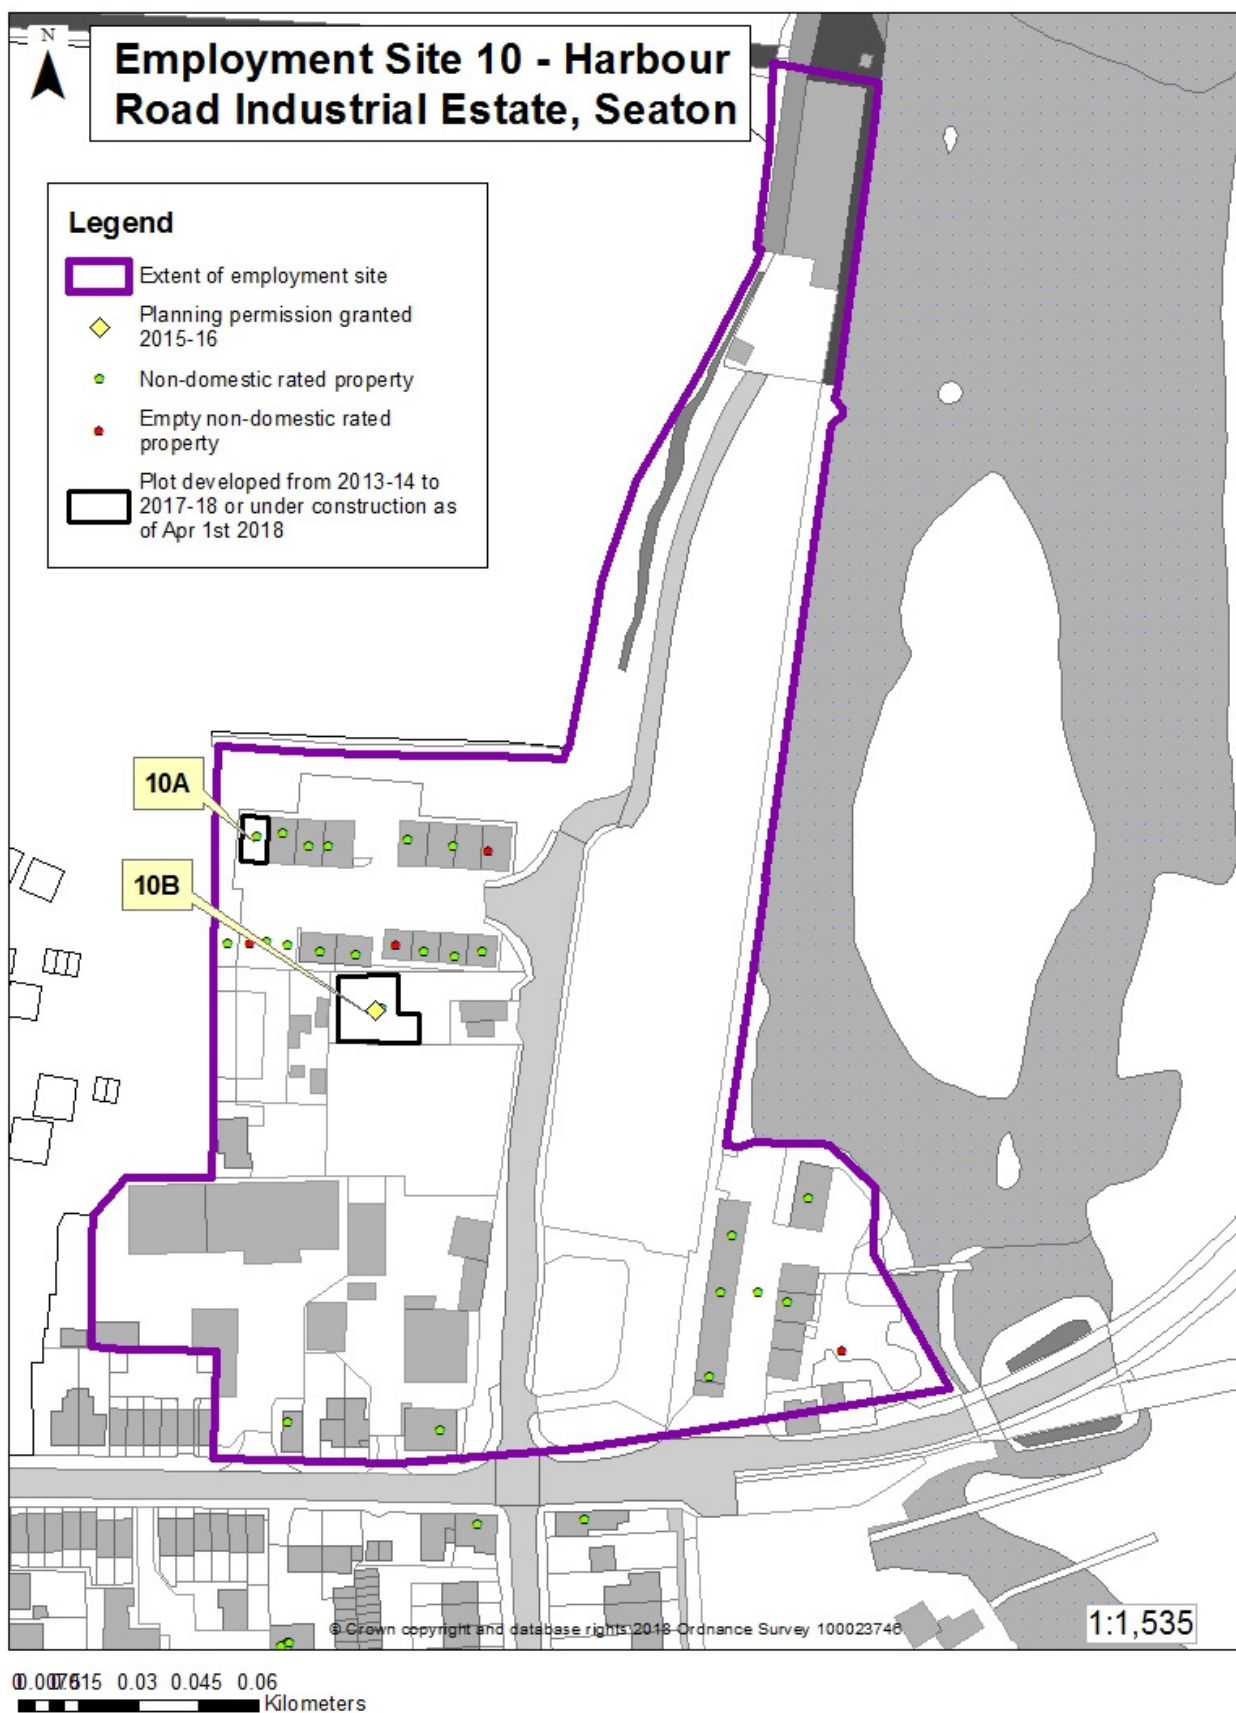 N
Employment Site 10 - Harbour
Road Industrial Estate, Seaton
Legend
Extent of employment site
Planning permission granted
2015-16
Non-domestic rated property
Empty non-domestic rated
property
Plot developed from 2013-14 to
2017-18 or under construction as
of Apr 1st 2018
10A
10B
© Crown copyright and database rights 2018 Ordnance Survey 100023746
1:1,535
0.03 0.045 0.06
Kilometers